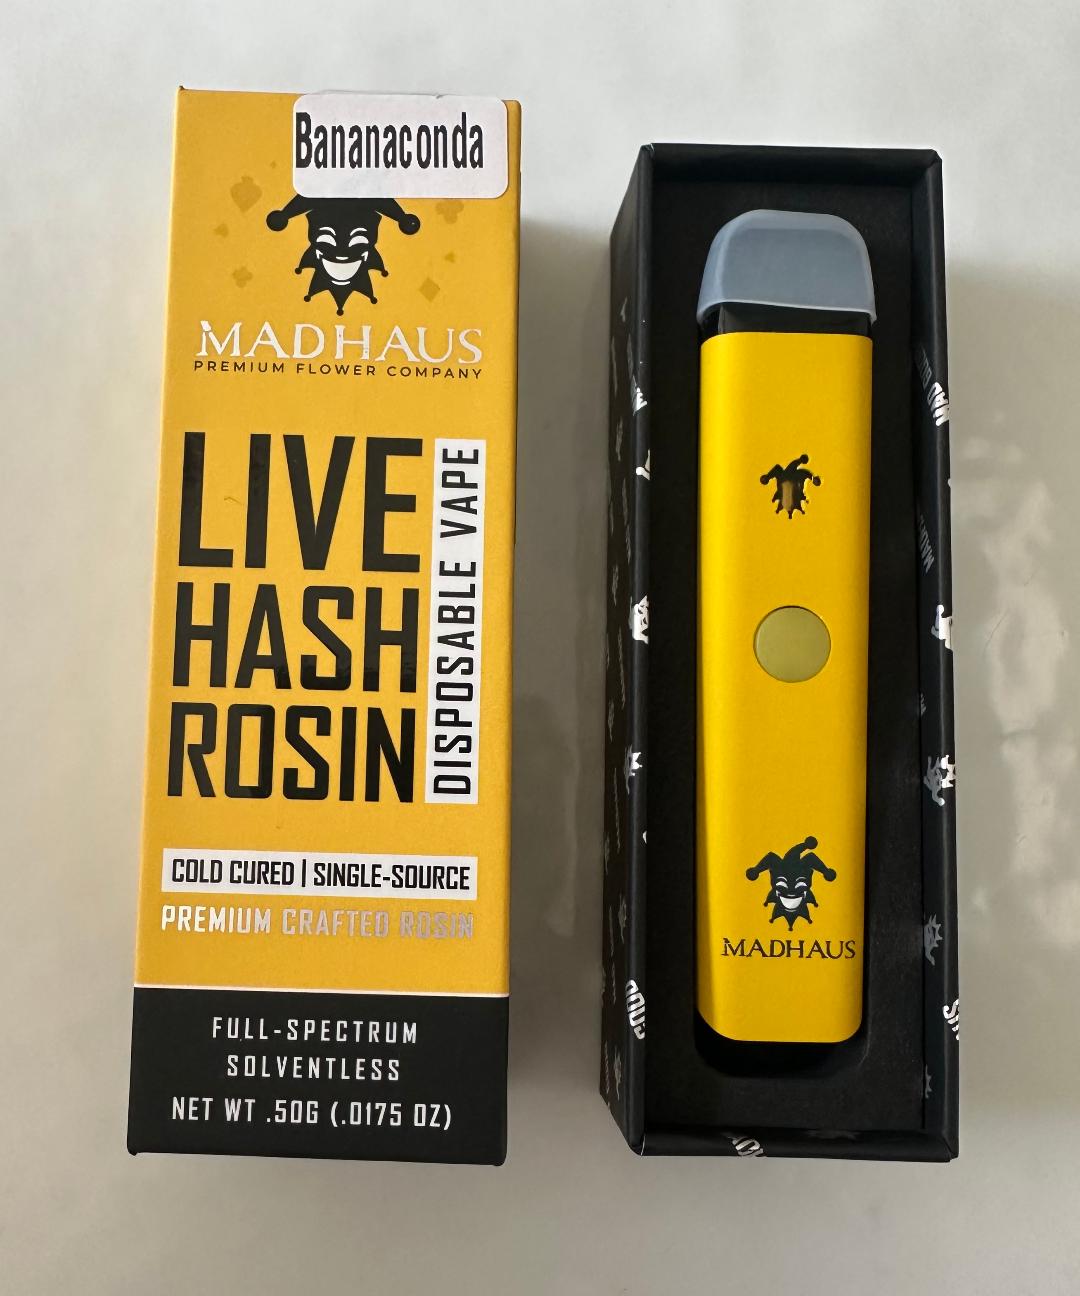 Bananaconda
MADHAUS
PREMIUM FLOWER COMPANY
LIVE
HASH
ROSIN
DISPOSABLE VAPE
COLD CURED | SINGLE-SOURCE
PREMIUM CRAFTED ROSIN
FULL-SPECTRUM
SOLVENTLESS
NET WT .50G (.0175 OZ)
MADHAUS